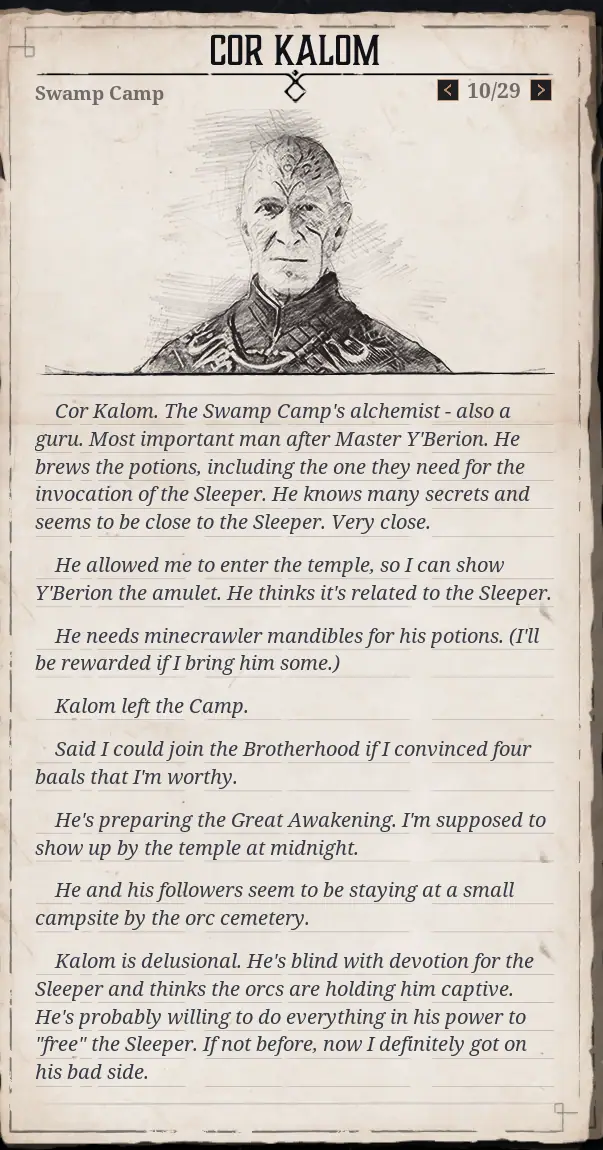 COR KALOM
Swamp Camp
< 10/29 >
Cor Kalom. The Swamp Camp's alchemist - also a
guru. Most important man after Master Y'Berion. He
brews the potions, including the one they need for the
invocation of the Sleeper. He knows many secrets and
seems to be close to the Sleeper. Very close.
He allowed me to enter the temple, so I can show
Y'Berion the amulet. He thinks it's related to the Sleeper.
He needs minecrawler mandibles for his potions. (I'll
be rewarded if I bring him some.)
Kalom left the Camp.
Said I could join the Brotherhood if I convinced four
baals that I'm worthy.
He's preparing the Great Awakening. I'm supposed to
show up by the temple at midnight.
He and his followers seem to be staying at a small
campsite by the orc cemetery.
Kalom is delusional. He's blind with devotion for the
Sleeper and thinks the orcs are holding him captive.
He's probably willing to do everything in his power to
"free" the Sleeper. If not before, now I definitely got on
his bad side.